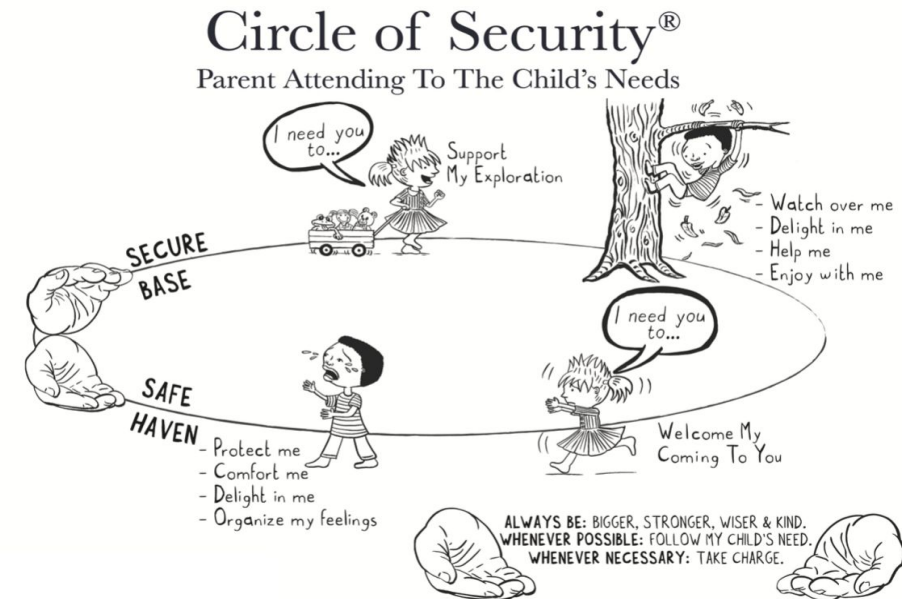 Circle of Security®
Parent Attending To The Child's Needs
I need you
to...
Support
My Exploration
- Watch over me
- Delight in me
- Help me
- Enjoy with me
SECURE
BASE
I need you
to...
Welcome My
Coming To You
SAFE
HAVEN
- Protect me
- Comfort me
- Delight in me
- Organize my feelings
ALWAYS BE: BIGGER, STRONGER, WISER & KIND.
WHENEVER POSSIBLE: FOLLOW MY CHILD'S NEED.
WHENEVER NECESSARY: TAKE CHARGE.